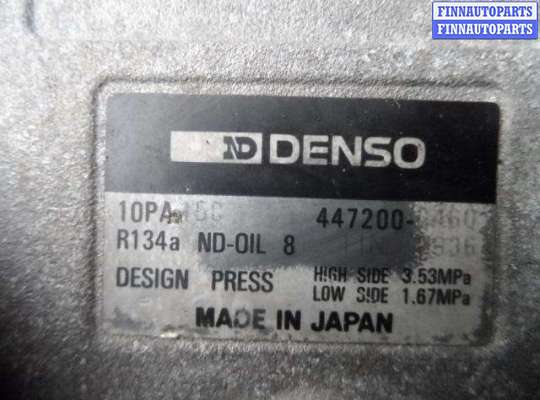 FINNAUTOPARTS
FINNAUTOPARTS
ND DENSO
10PA
R134a ND-OIL 8
DESIGN PRESS HIGH SIDE 3.53MPa
LOW SIDE 1.67MPa
MADE IN JAPAN